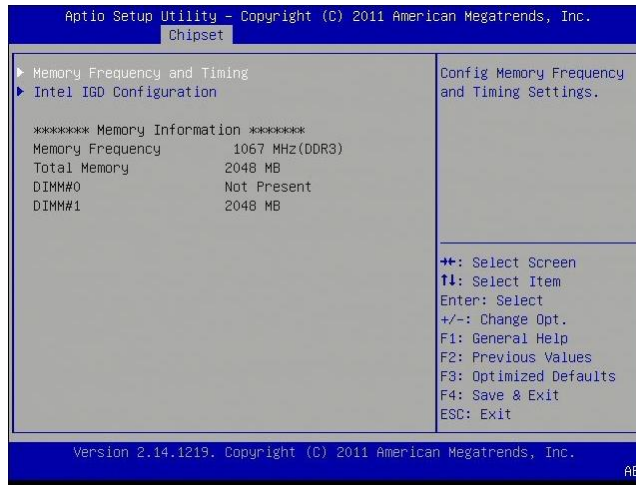 Aptio Setup Utility – Copyright (C) 2011 American Megatrends, Inc.
Chipset
Memory Frequency and Timing
Intel IGD Configuration
******* Memory Information *******
Memory Frequency 1067 MHz(DDR3)
Total Memory 2048 MB
DIMM#0 Not Present
DIMM#1 2048 MB
Config Memory Frequency
and Timing Settings.
→←: Select Screen
↑↓: Select Item
Enter: Select
+/-: Change Opt.
F1: General Help
F2: Previous Values
F3: Optimized Defaults
F4: Save & Exit
ESC: Exit
Version 2.14.1219. Copyright (C) 2011 American Megatrends, Inc.